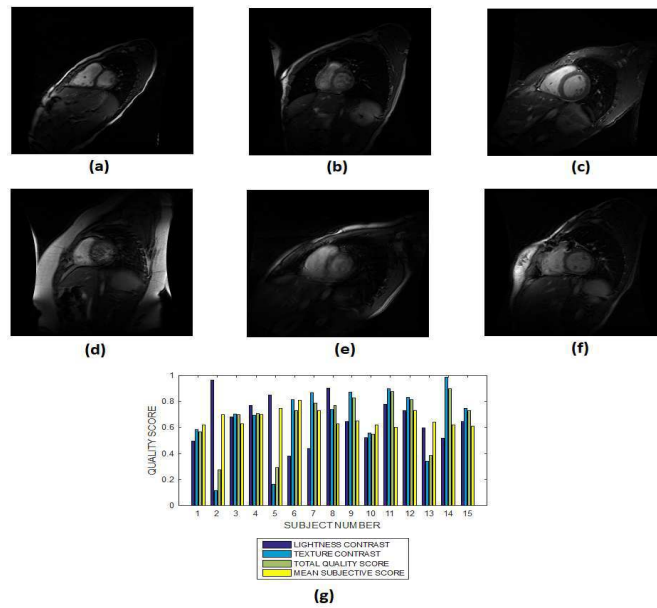 (a)
(b)
(c)
(d)
(e)
(f)
1
0.8
0.6
0.4
0.2
0
QUALITY SCORE
1 2 3 4 5 6 7 8 9 10 11 12 13 14 15
SUBJECT NUMBER
LIGHTNESS CONTRAST
TEXTURE CONTRAST
TOTAL QUALITY SCORE
MEAN SUBJECTIVE SCORE
(g)